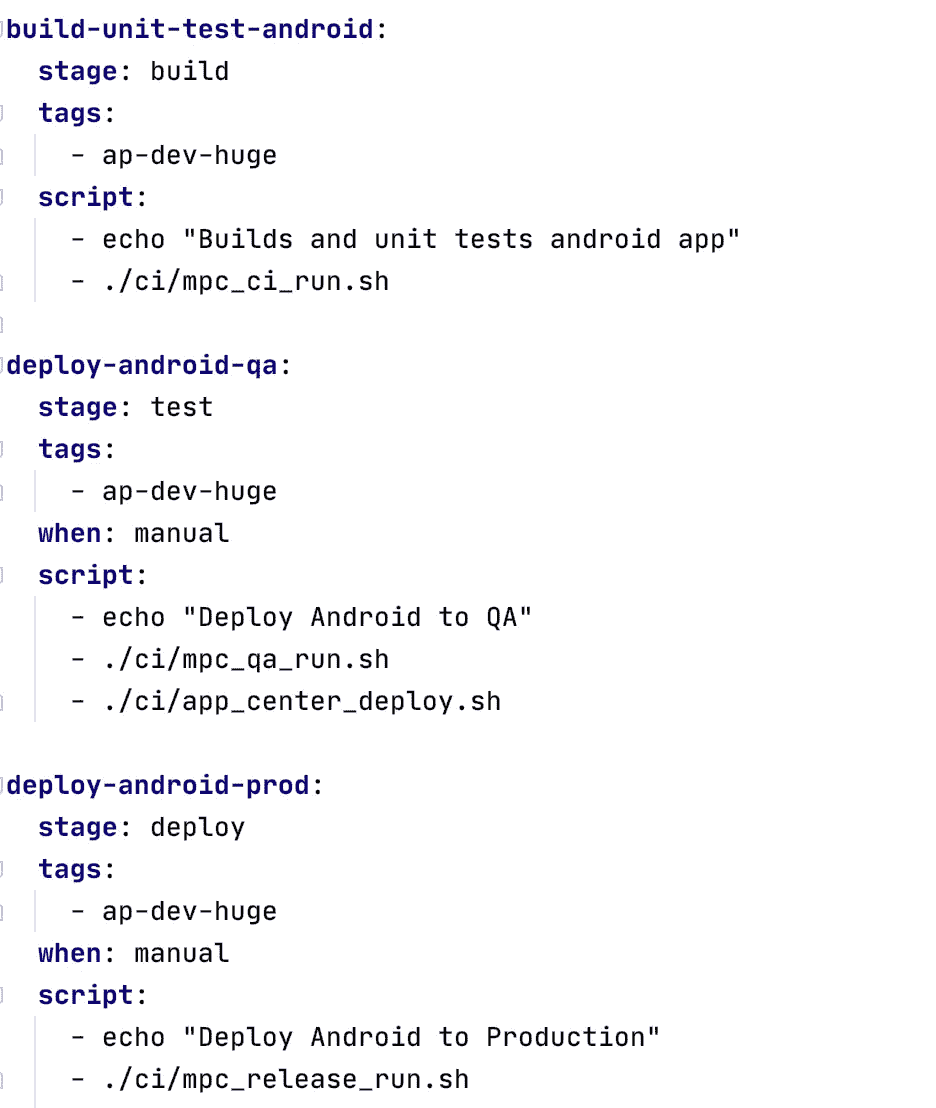 build-unit-test-android:
  stage: build
  tags:
    - ap-dev-huge
  script:
    - echo "Builds and unit tests android app"
    - ./ci/mpc_ci_run.sh

deploy-android-qa:
  stage: test
  tags:
    - ap-dev-huge
  when: manual
  script:
    - echo "Deploy Android to QA"
    - ./ci/mpc_qa_run.sh
    - ./ci/app_center_deploy.sh

deploy-android-prod:
  stage: deploy
  tags:
    - ap-dev-huge
  when: manual
  script:
    - echo "Deploy Android to Production"
    - ./ci/mpc_release_run.sh